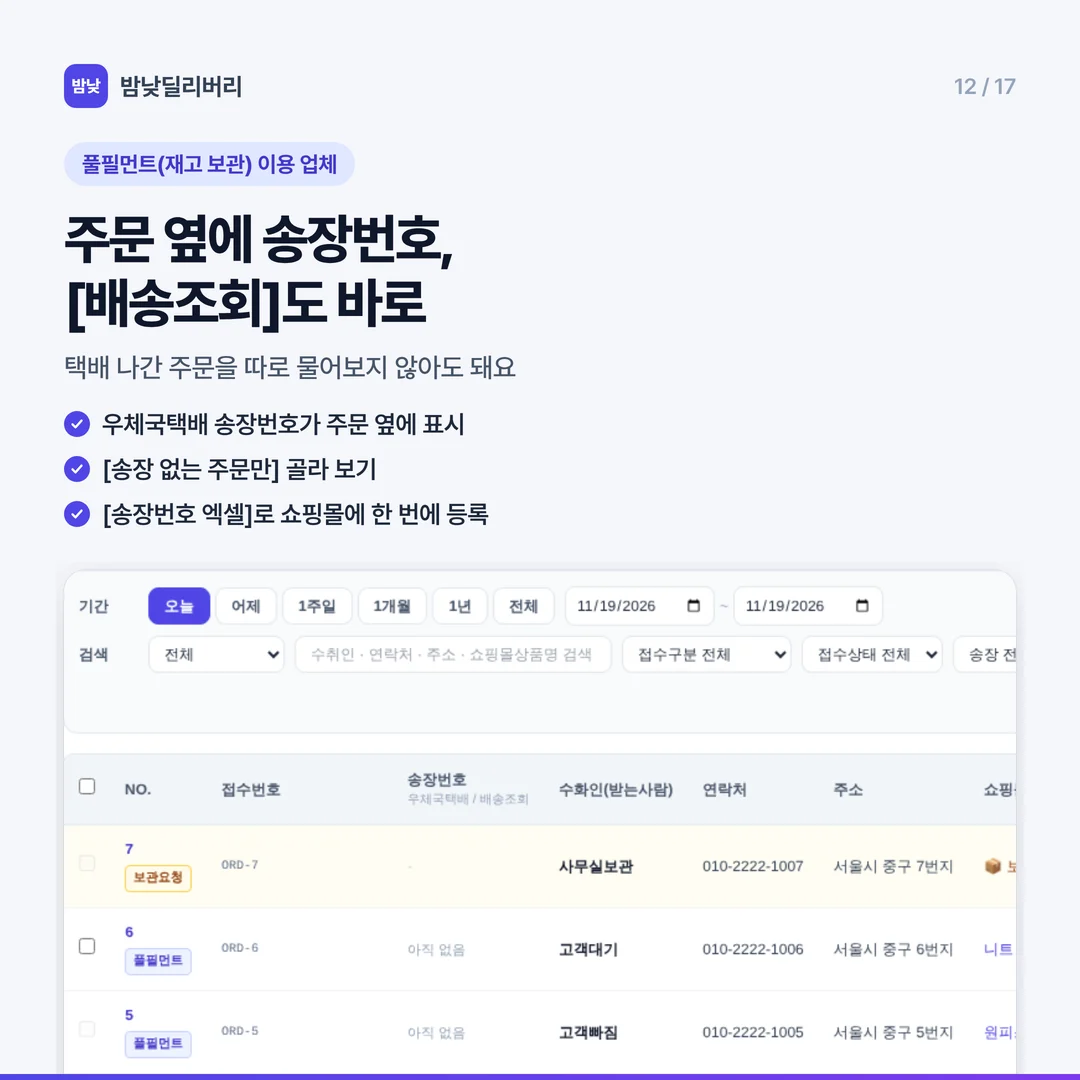 밤낮 밤낮딜리버리
12 / 17
풀필먼트(재고 보관) 이용 업체
주문 옆에 송장번호,
[배송조회]도 바로
택배 나간 주문을 따로 물어보지 않아도 돼요
우체국택배 송장번호가 주문 옆에 표시
[송장 없는 주문만] 골라 보기
[송장번호 엑셀]로 쇼핑몰에 한 번에 등록
기간 오늘 어제 1주일 1개월 1년 전체 11/19/2026 ~ 11/19/2026
검색 전체 수취인 · 연락처 · 주소 · 쇼핑몰상품명 검색 접수구분 전체 접수상태 전체 송장 전
NO. 접수번호 송장번호 수화인(받는사람) 연락처 주소 쇼핑
우체국택배 / 배송조회
7
보관요청 ORD-7 - 사무실보관 010-2222-1007 서울시 중구 7번지
6
풀필먼트 ORD-6 아직 없음 고객대기 010-2222-1006 서울시 중구 6번지 니트
5
풀필먼트 ORD-5 아직 없음 고객빠짐 010-2222-1005 서울시 중구 5번지 원피